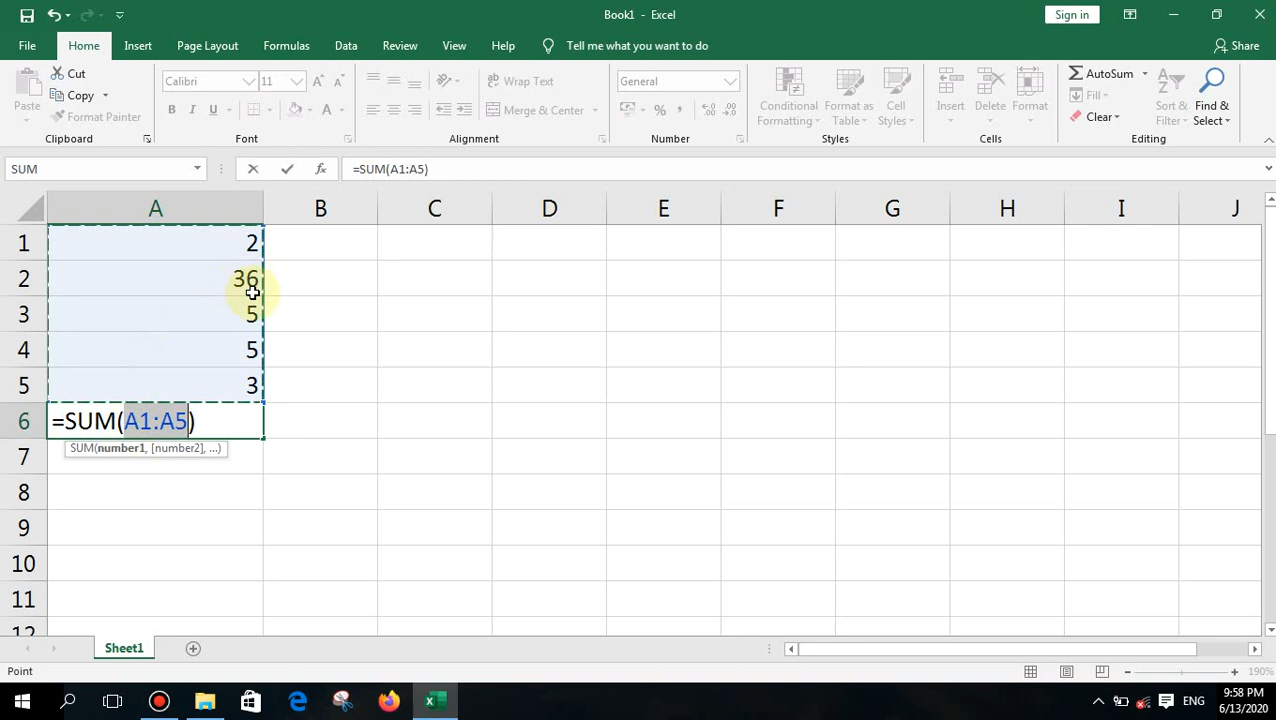 Book1 - Excel
Sign in
File
Home
Insert
Page Layout
Formulas
Data
Review
View
Help
Tell me what you want to do
Share
Paste
Cut
Copy
Format Painter
Clipboard
Calibri
11
B I U
Font
Wrap Text
Merge & Center
Alignment
General
Number
Conditional Formatting
Format as Table
Cell Styles
Styles
Insert
Delete
Format
Cells
AutoSum
Fill
Clear
Sort & Filter
Find & Select
Editing
SUM
fx
=SUM(A1:A5)
A B C D E F G H I J
1 2
2 36
3 5
4 5
5 3
6 =SUM(A1:A5)
SUM(number1, [number2], ...)
7
8
9
10
11
12
Sheet1
Point
190%
ENG
9:58 PM
6/13/2020